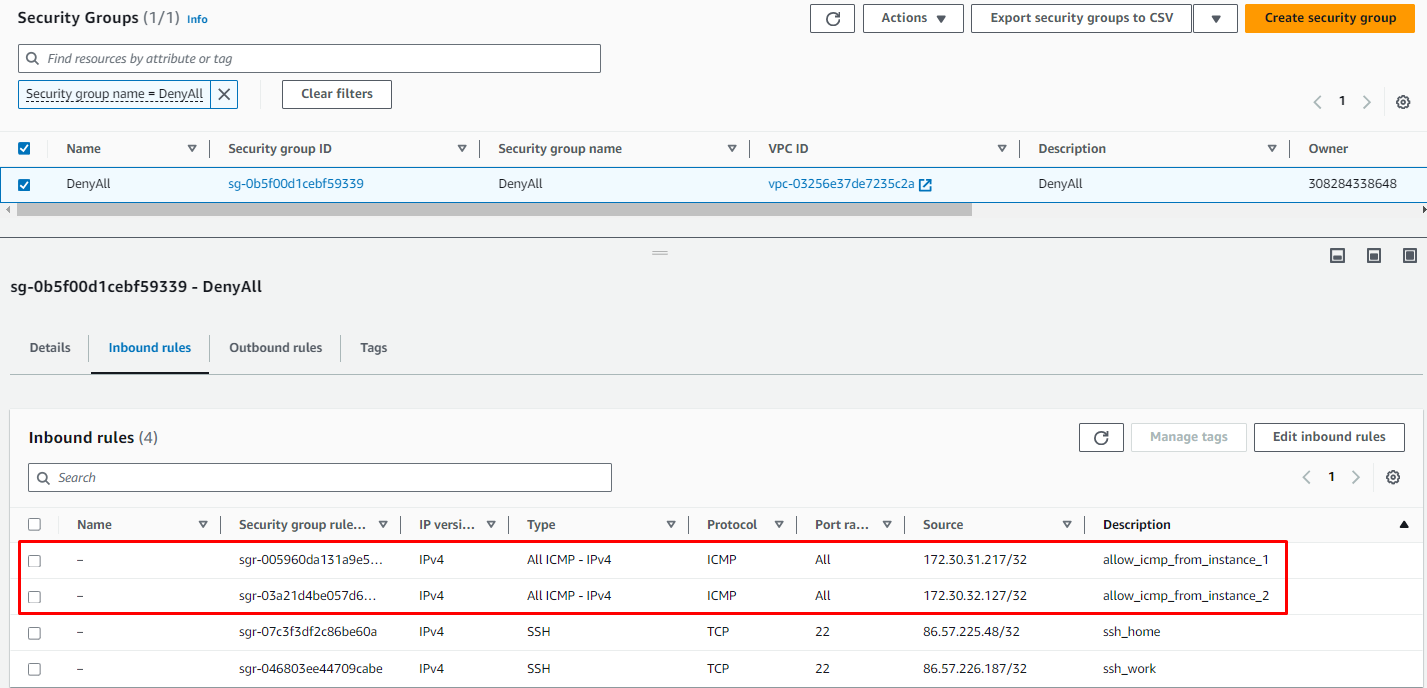 Security Groups (1/1) Info
Actions Export security groups to CSV Create security group
Find resources by attribute or tag
Security group name = DenyAll Clear filters
1
Name Security group ID Security group name VPC ID Description Owner
DenyAll sg-0b5f00d1cebf59339 DenyAll vpc-03256e37de7235c2a DenyAll 308284338648
sg-0b5f00d1cebf59339 - DenyAll
Details Inbound rules Outbound rules Tags
Inbound rules (4) Manage tags Edit inbound rules
Search 1
Name Security group rule... IP versi... Type Protocol Port ra... Source Description
– sgr-005960da131a9e5... IPv4 All ICMP - IPv4 ICMP All 172.30.31.217/32 allow_icmp_from_instance_1
– sgr-03a21d4be057d6... IPv4 All ICMP - IPv4 ICMP All 172.30.32.127/32 allow_icmp_from_instance_2
– sgr-07c3f3df2c86be60a IPv4 SSH TCP 22 86.57.225.48/32 ssh_home
– sgr-046803ee44709cabe IPv4 SSH TCP 22 86.57.226.187/32 ssh_work